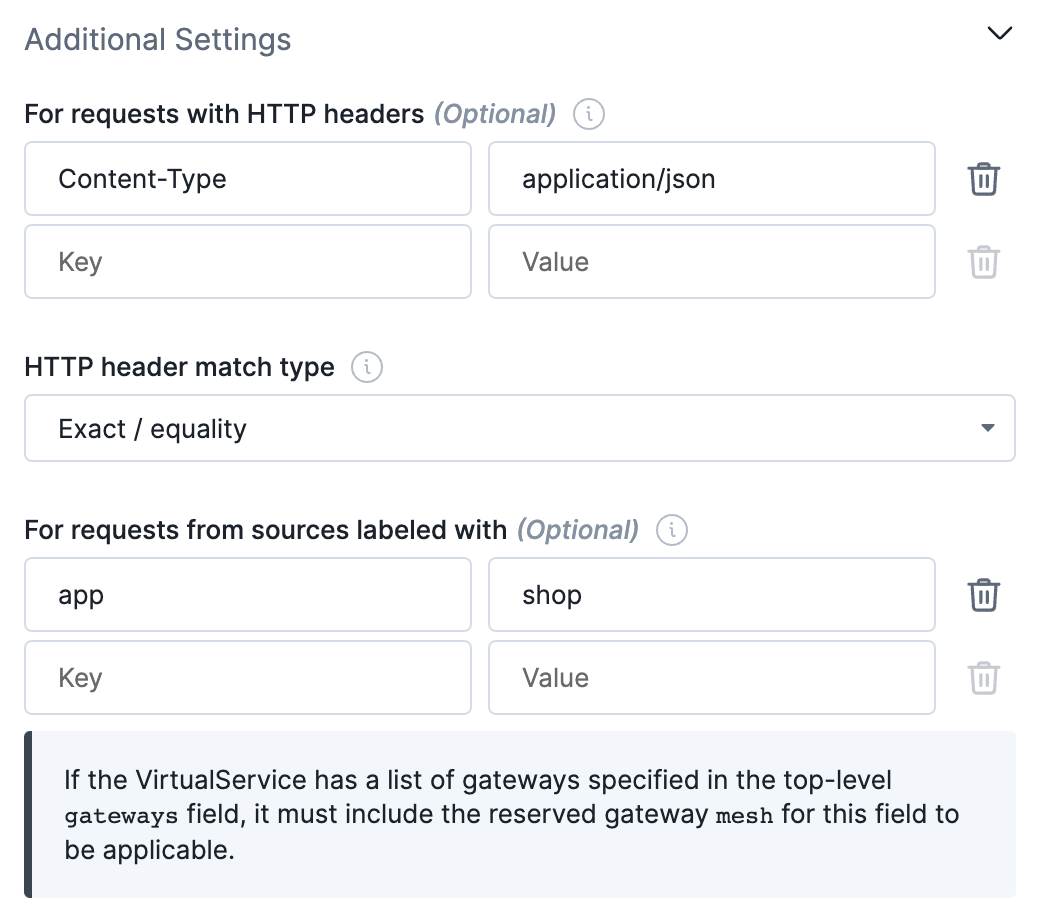 Additional Settings
For requests with HTTP headers (Optional)
Content-Type application/json
Key Value
HTTP header match type
Exact / equality
For requests from sources labeled with (Optional)
app shop
Key Value
If the VirtualService has a list of gateways specified in the top-level
gateways field, it must include the reserved gateway mesh for this field to
be applicable.